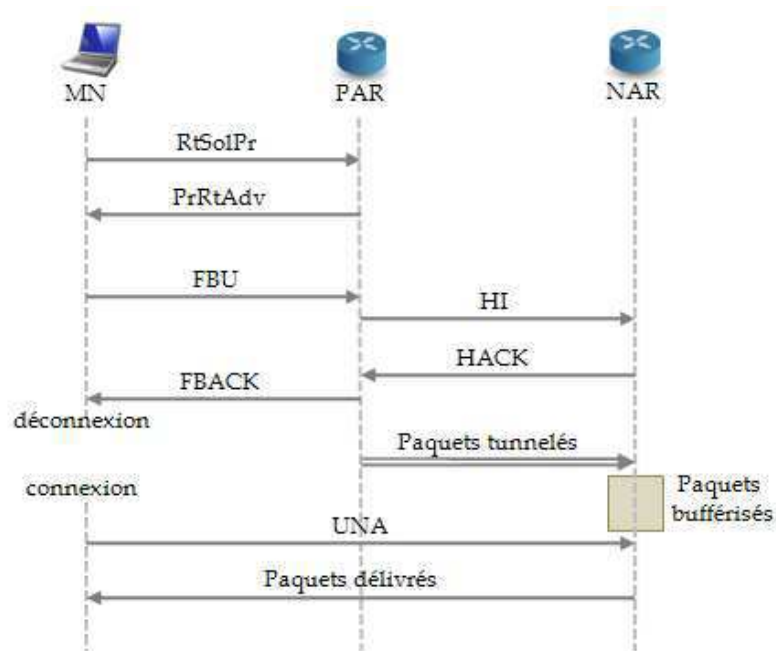 MN
PAR
NAR
RtSolPr
PrRtAdv
FBU
HI
HACK
FBACK
déconnexion
Paquets tunnelés
connexion
Paquets
bufférisés
UNA
Paquets délivrés